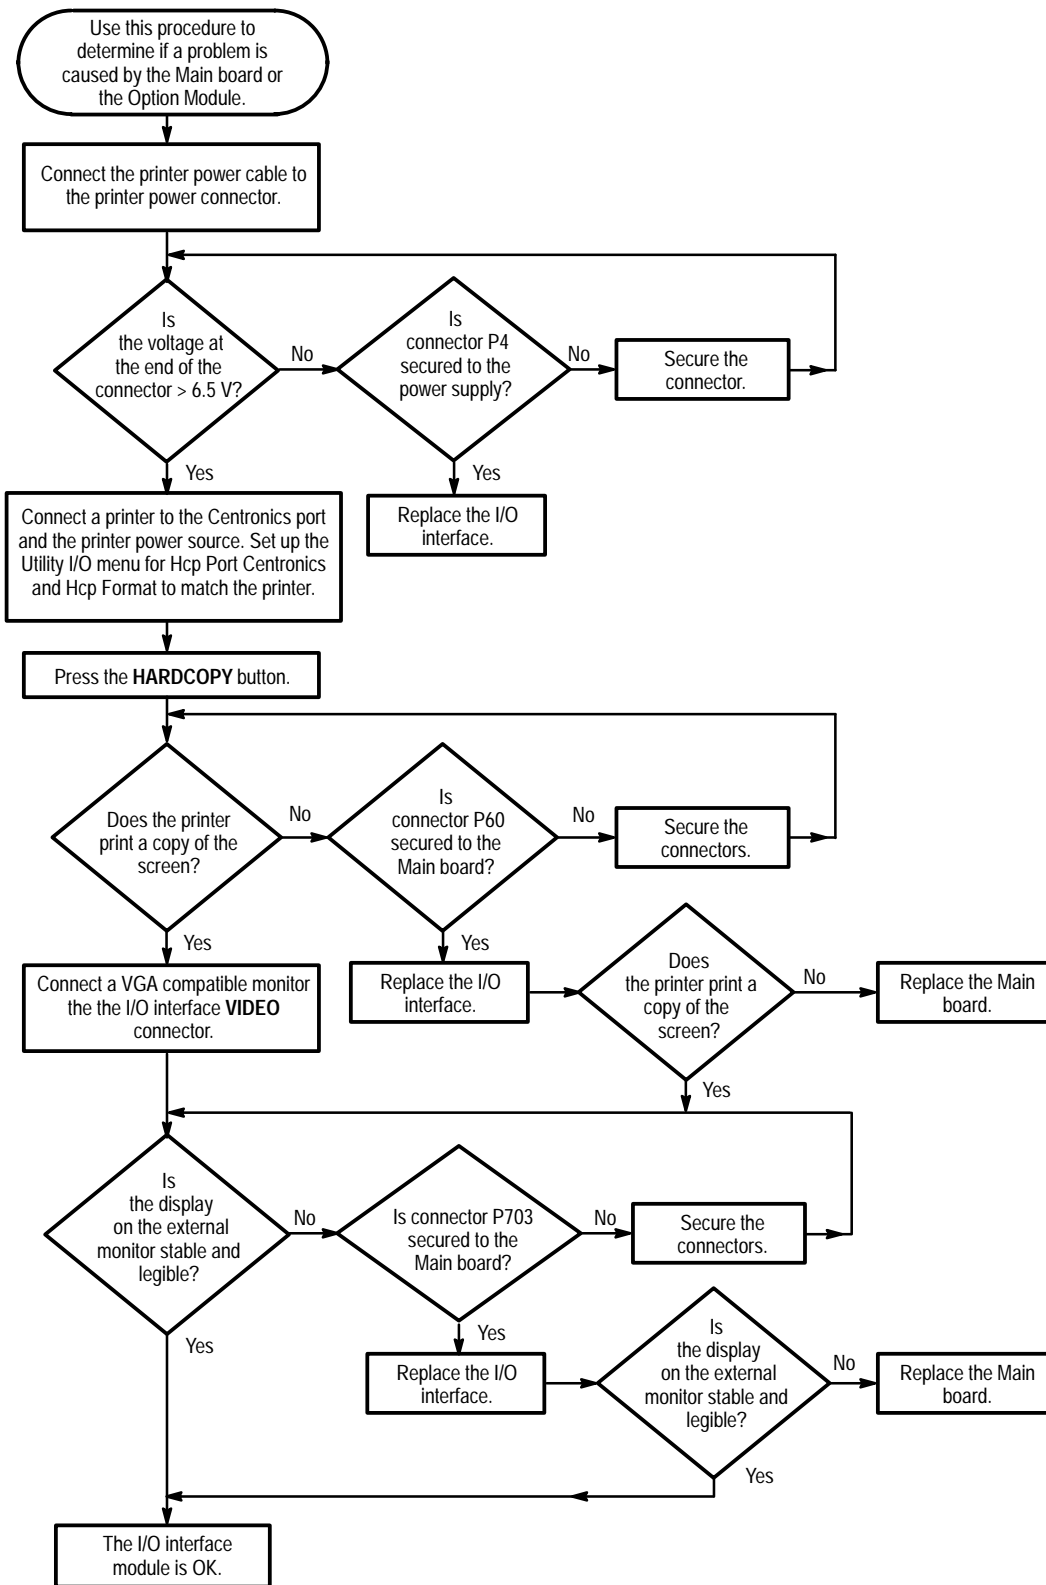 Use this procedure to
determine if a problem is
caused by the Main board or
the Option Module.
Connect the printer power cable to
the printer power connector.
Is
the voltage at
the end of the
connector > 6.5 V?
No
Is
connector P4
secured to the
power supply?
No
Secure the
connector.
Yes
Yes
Connect a printer to the Centronics port
and the printer power source. Set up the
Utility I/O menu for Hcp Port Centronics
and Hcp Format to match the printer.
Replace the I/O
interface.
Press the HARDCOPY button.
Does the printer
print a copy of the
screen?
No
Is
connector P60
secured to the
Main board?
No
Secure the
connectors.
Yes
Yes
Connect a VGA compatible monitor
the the I/O interface VIDEO
connector.
Replace the I/O
interface.
Does
the printer print a
copy of the
screen?
No
Replace the Main
board.
Yes
Is
the display
on the external
monitor stable and
legible?
No
Is connector P703
secured to the
Main board?
No
Secure the
connectors.
Yes
Yes
Replace the I/O
interface.
Is
the display
on the external
monitor stable and
legible?
No
Replace the Main
board.
Yes
The I/O interface
module is OK.